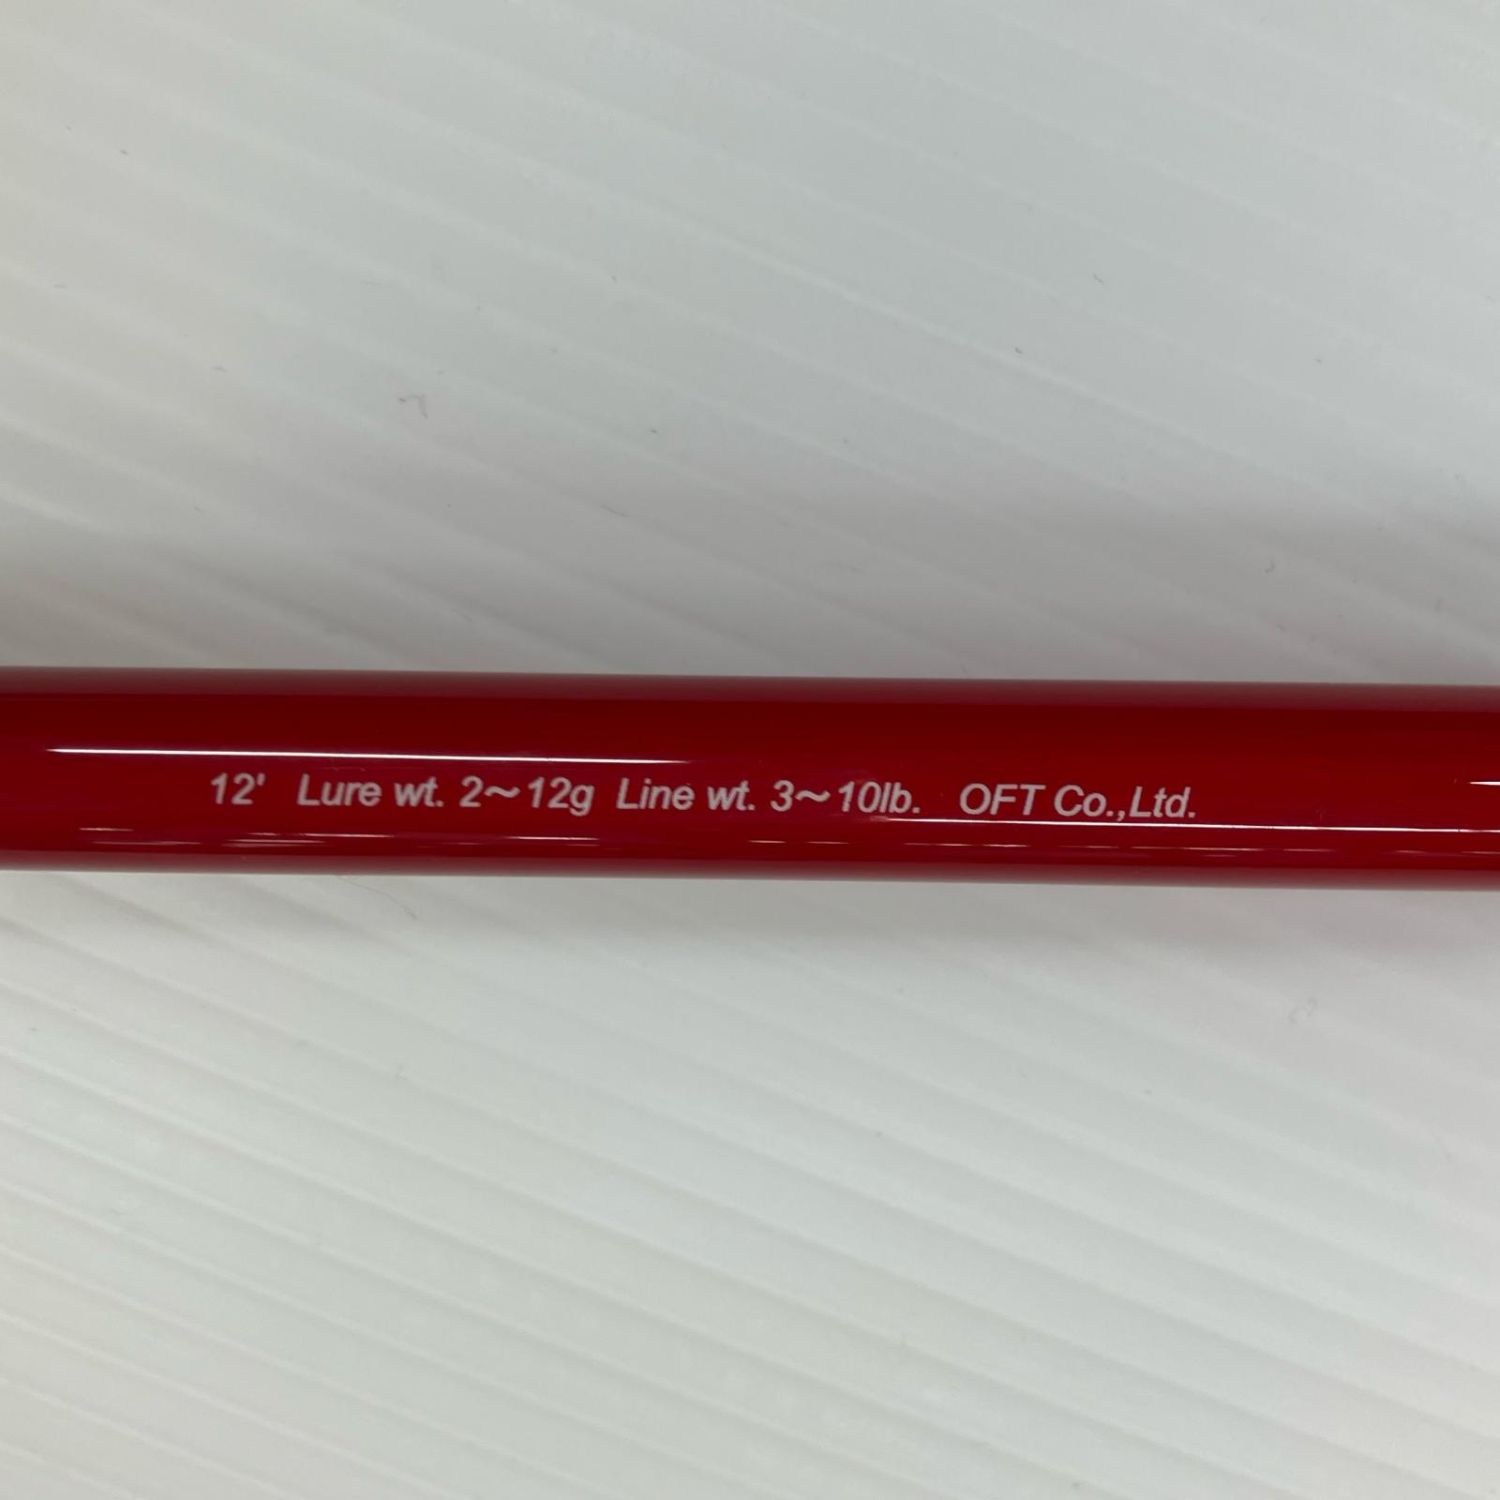 12' Lure wt. 2～12g Line wt. 3～10lb. OFT Co.,Ltd.